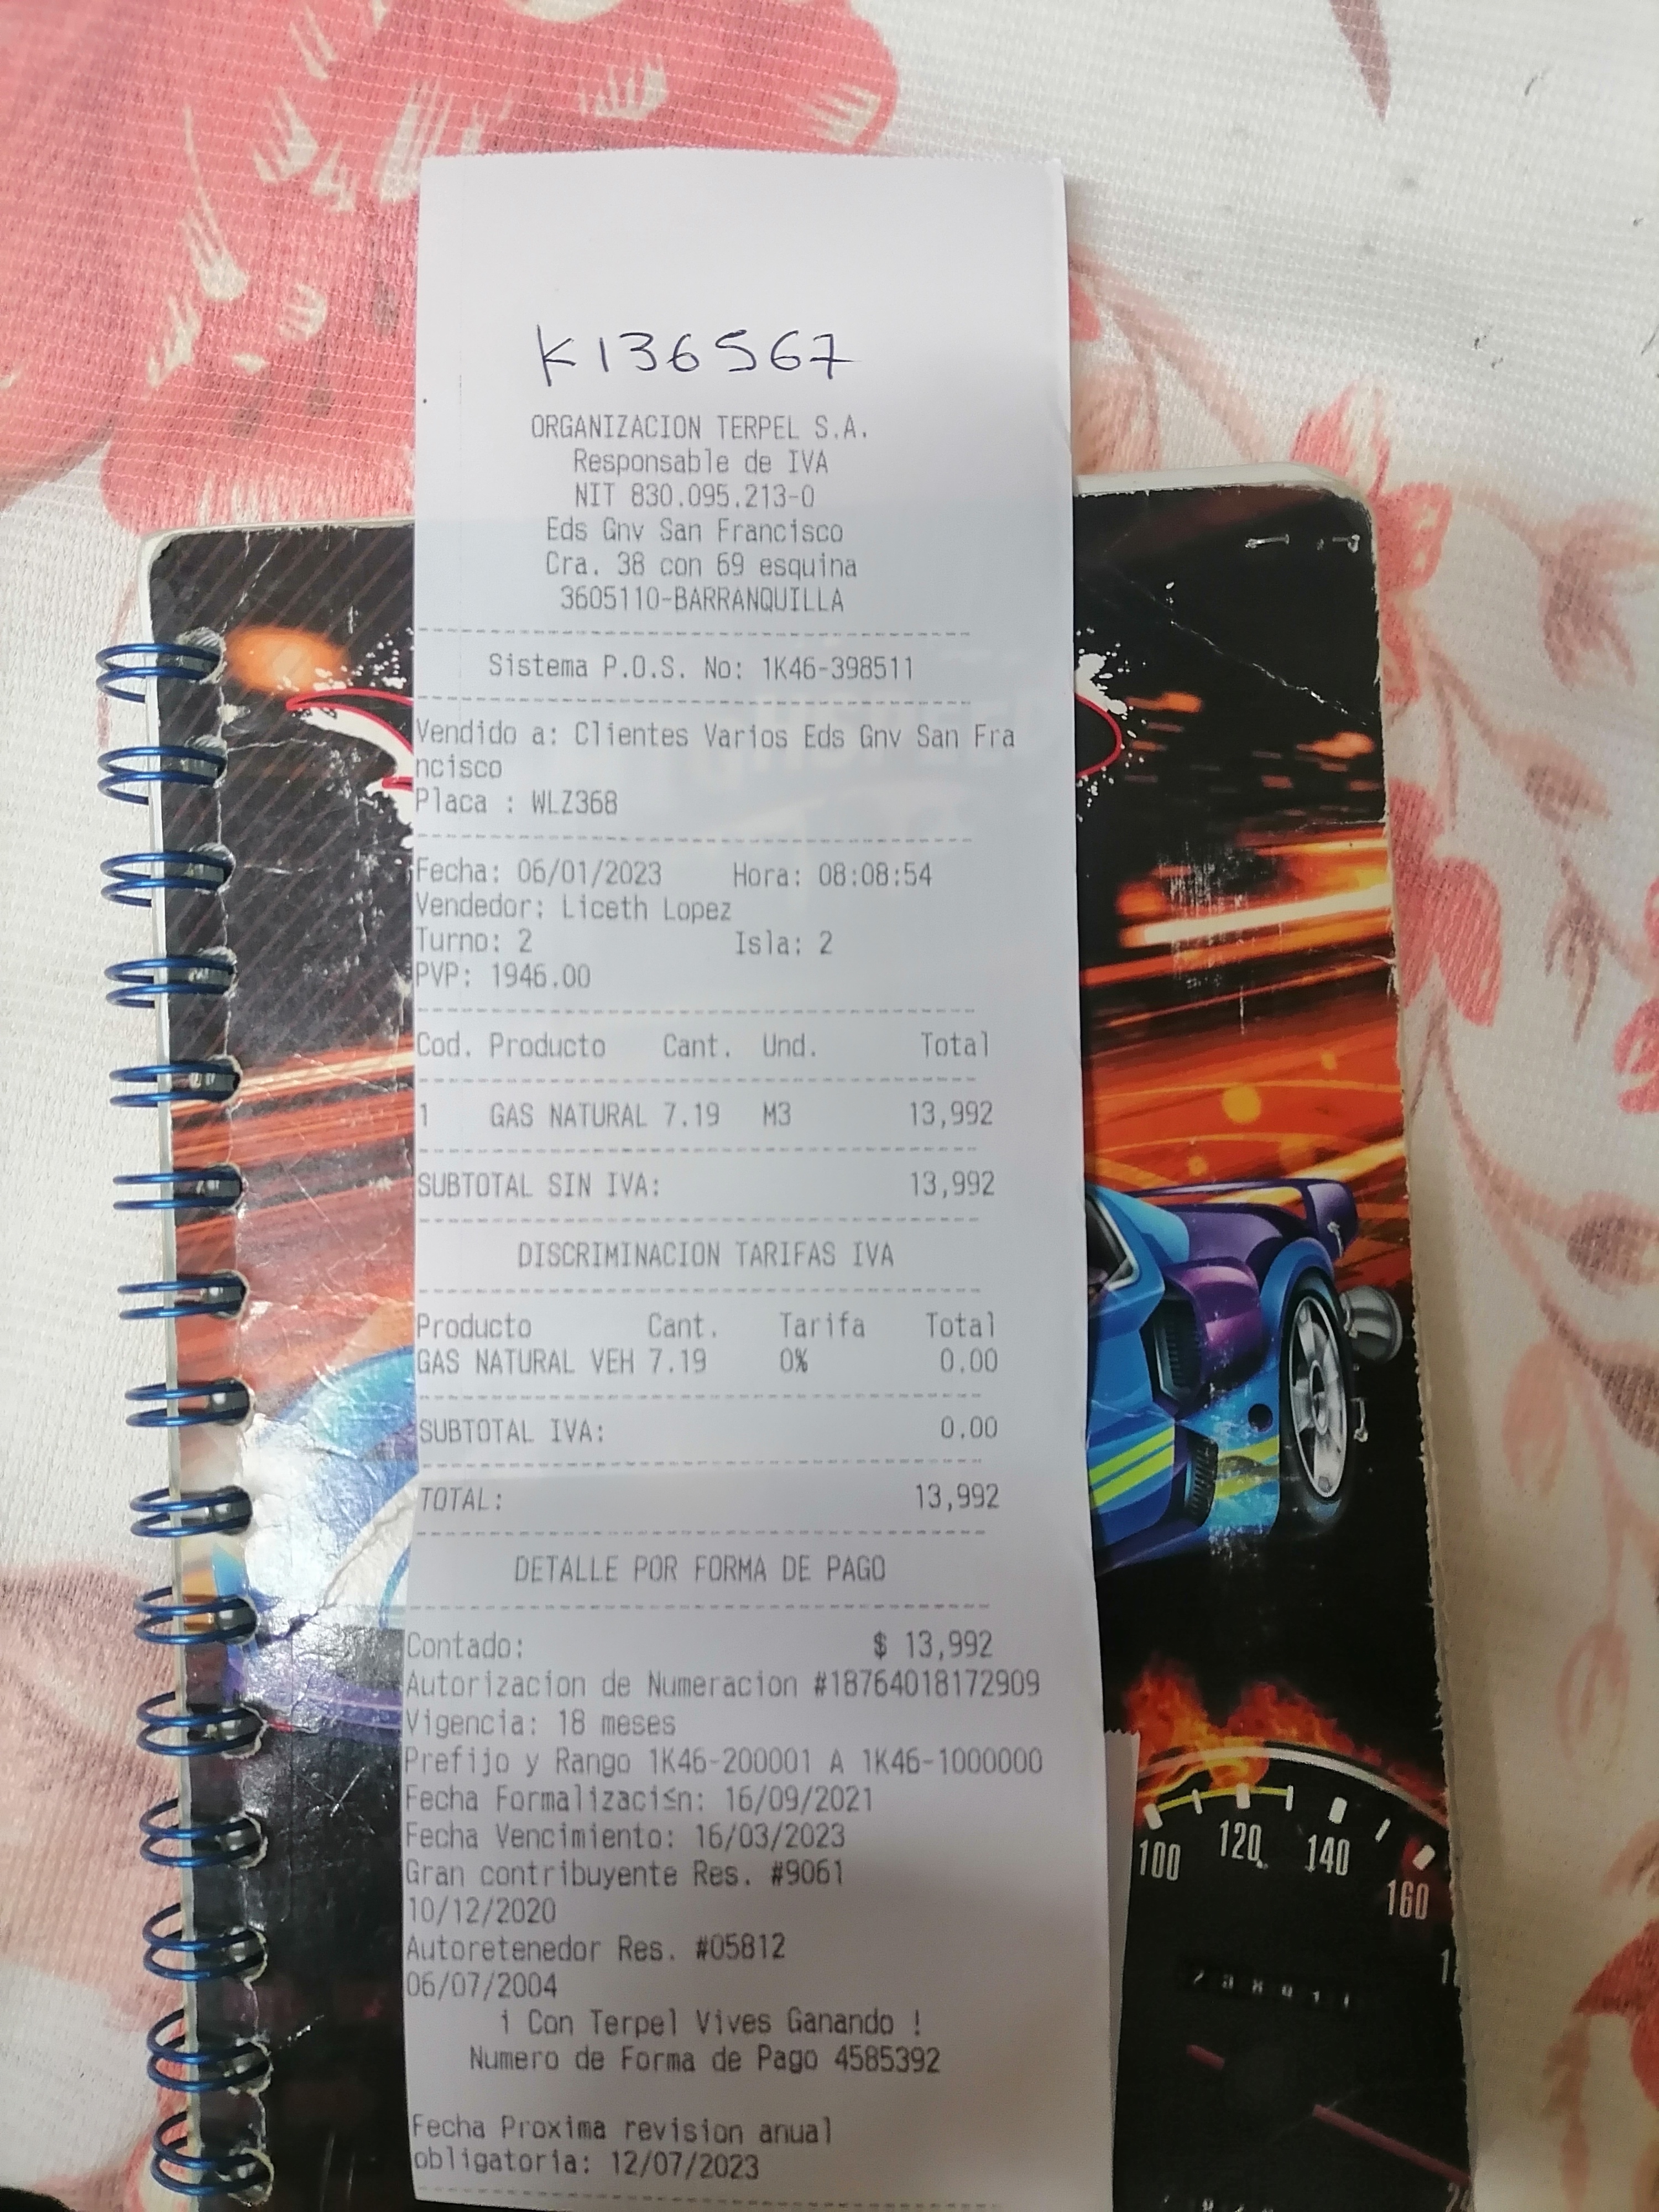 K136567
ORGANIZACION TERPEL S.A.
Responsable de IVA
NIT 830.095.213-0
Eds Gnv San Francisco
Cra. 38 con 69 esquina
3605110-BARRANQUILLA
Sistema P.O.S. No: 1K46-398511
Vendido a: Clientes Varios Eds Gnv San Fra
ncisco
Placa : WLZ368
Fecha: 06/01/2023 Hora: 08:08:54
Vendedor: Liceth Lopez
Turno: 2 Isla: 2
PVP: 1946.00
Cod. Producto Cant. Und. Total
1 GAS NATURAL 7.19 M3 13,992
SUBTOTAL SIN IVA: 13,992
DISCRIMINACION TARIFAS IVA
Producto Cant. Tarifa Total
GAS NATURAL VEH 7.19 0% 0.00
SUBTOTAL IVA: 0.00
TOTAL: 13,992
DETALLE POR FORMA DE PAGO
Contado: $ 13,992
Autorizacion de Numeracion #18764018172909
Vigencia: 18 meses
Prefijo y Rango 1K46-200001 A 1K46-1000000
Fecha Formalizaci≤n: 16/09/2021
Fecha Vencimiento: 16/03/2023
Gran contribuyente Res. #9061
10/12/2020
Autoretenedor Res. #05812
06/07/2004
¡ Con Terpel Vives Ganando !
Numero de Forma de Pago 4585392
Fecha Proxima revision anual
obligatoria: 12/07/2023
100 120 140 160